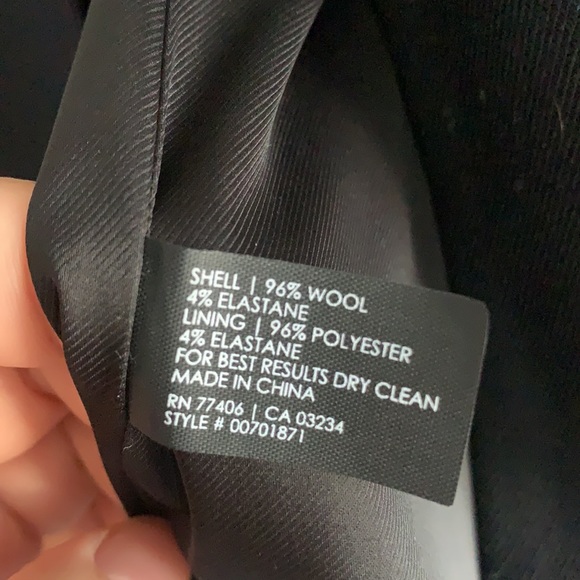 SHELL | 96% WOOL
4% ELASTANE
LINING | 96% POLYESTER
4% ELASTANE
FOR BEST RESULTS DRY CLEAN
MADE IN CHINA
RN 77406 | CA 03234
STYLE # 00701871